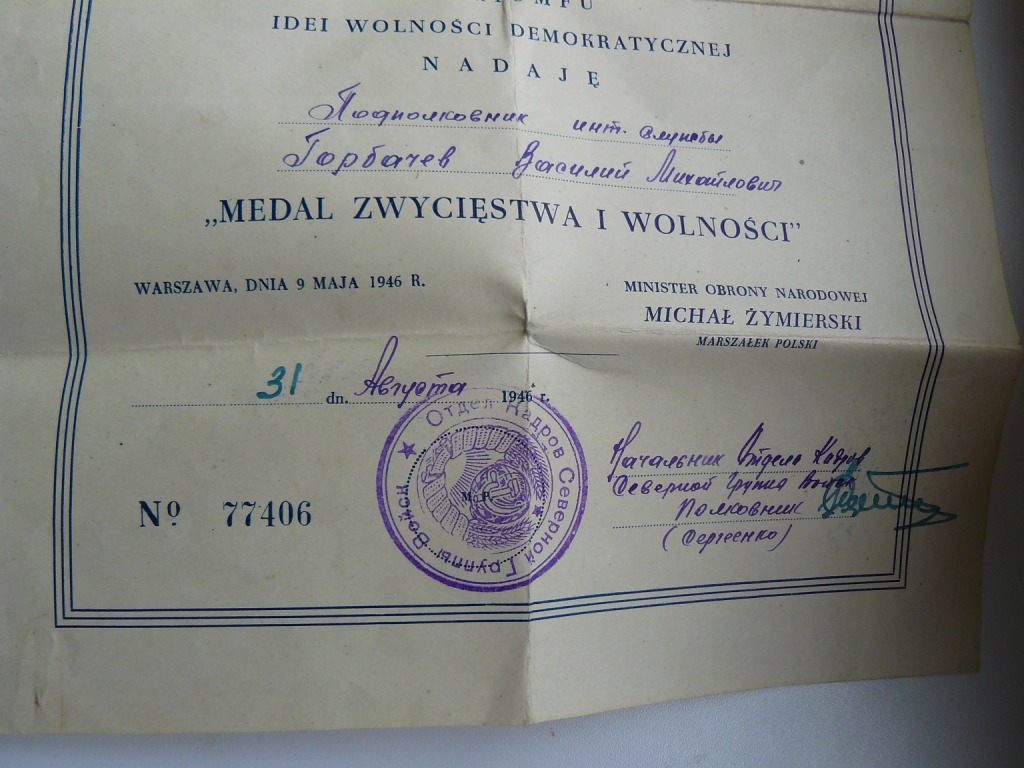 IDEI WOLNOŚCI DEMOKRATYCZNEJ
NADAJĘ
Подполковник инт. службы
Горбачев Василий Михайлович
„MEDAL ZWYCIĘSTWA I WOLNOŚCI”
WARSZAWA, DNIA 9 MAJA 1946 R.
MINISTER OBRONY NARODOWEJ
MICHAŁ ŻYMIERSKI
MARSZAŁEK POLSKI
31 dn. Августа 1946 r.
Отдел Кадров Северной Группы Войск
M. P.
Начальник Отдела Кадров
Северной Группы Войск
Полковник
(Сергеенко)
Nº 77406